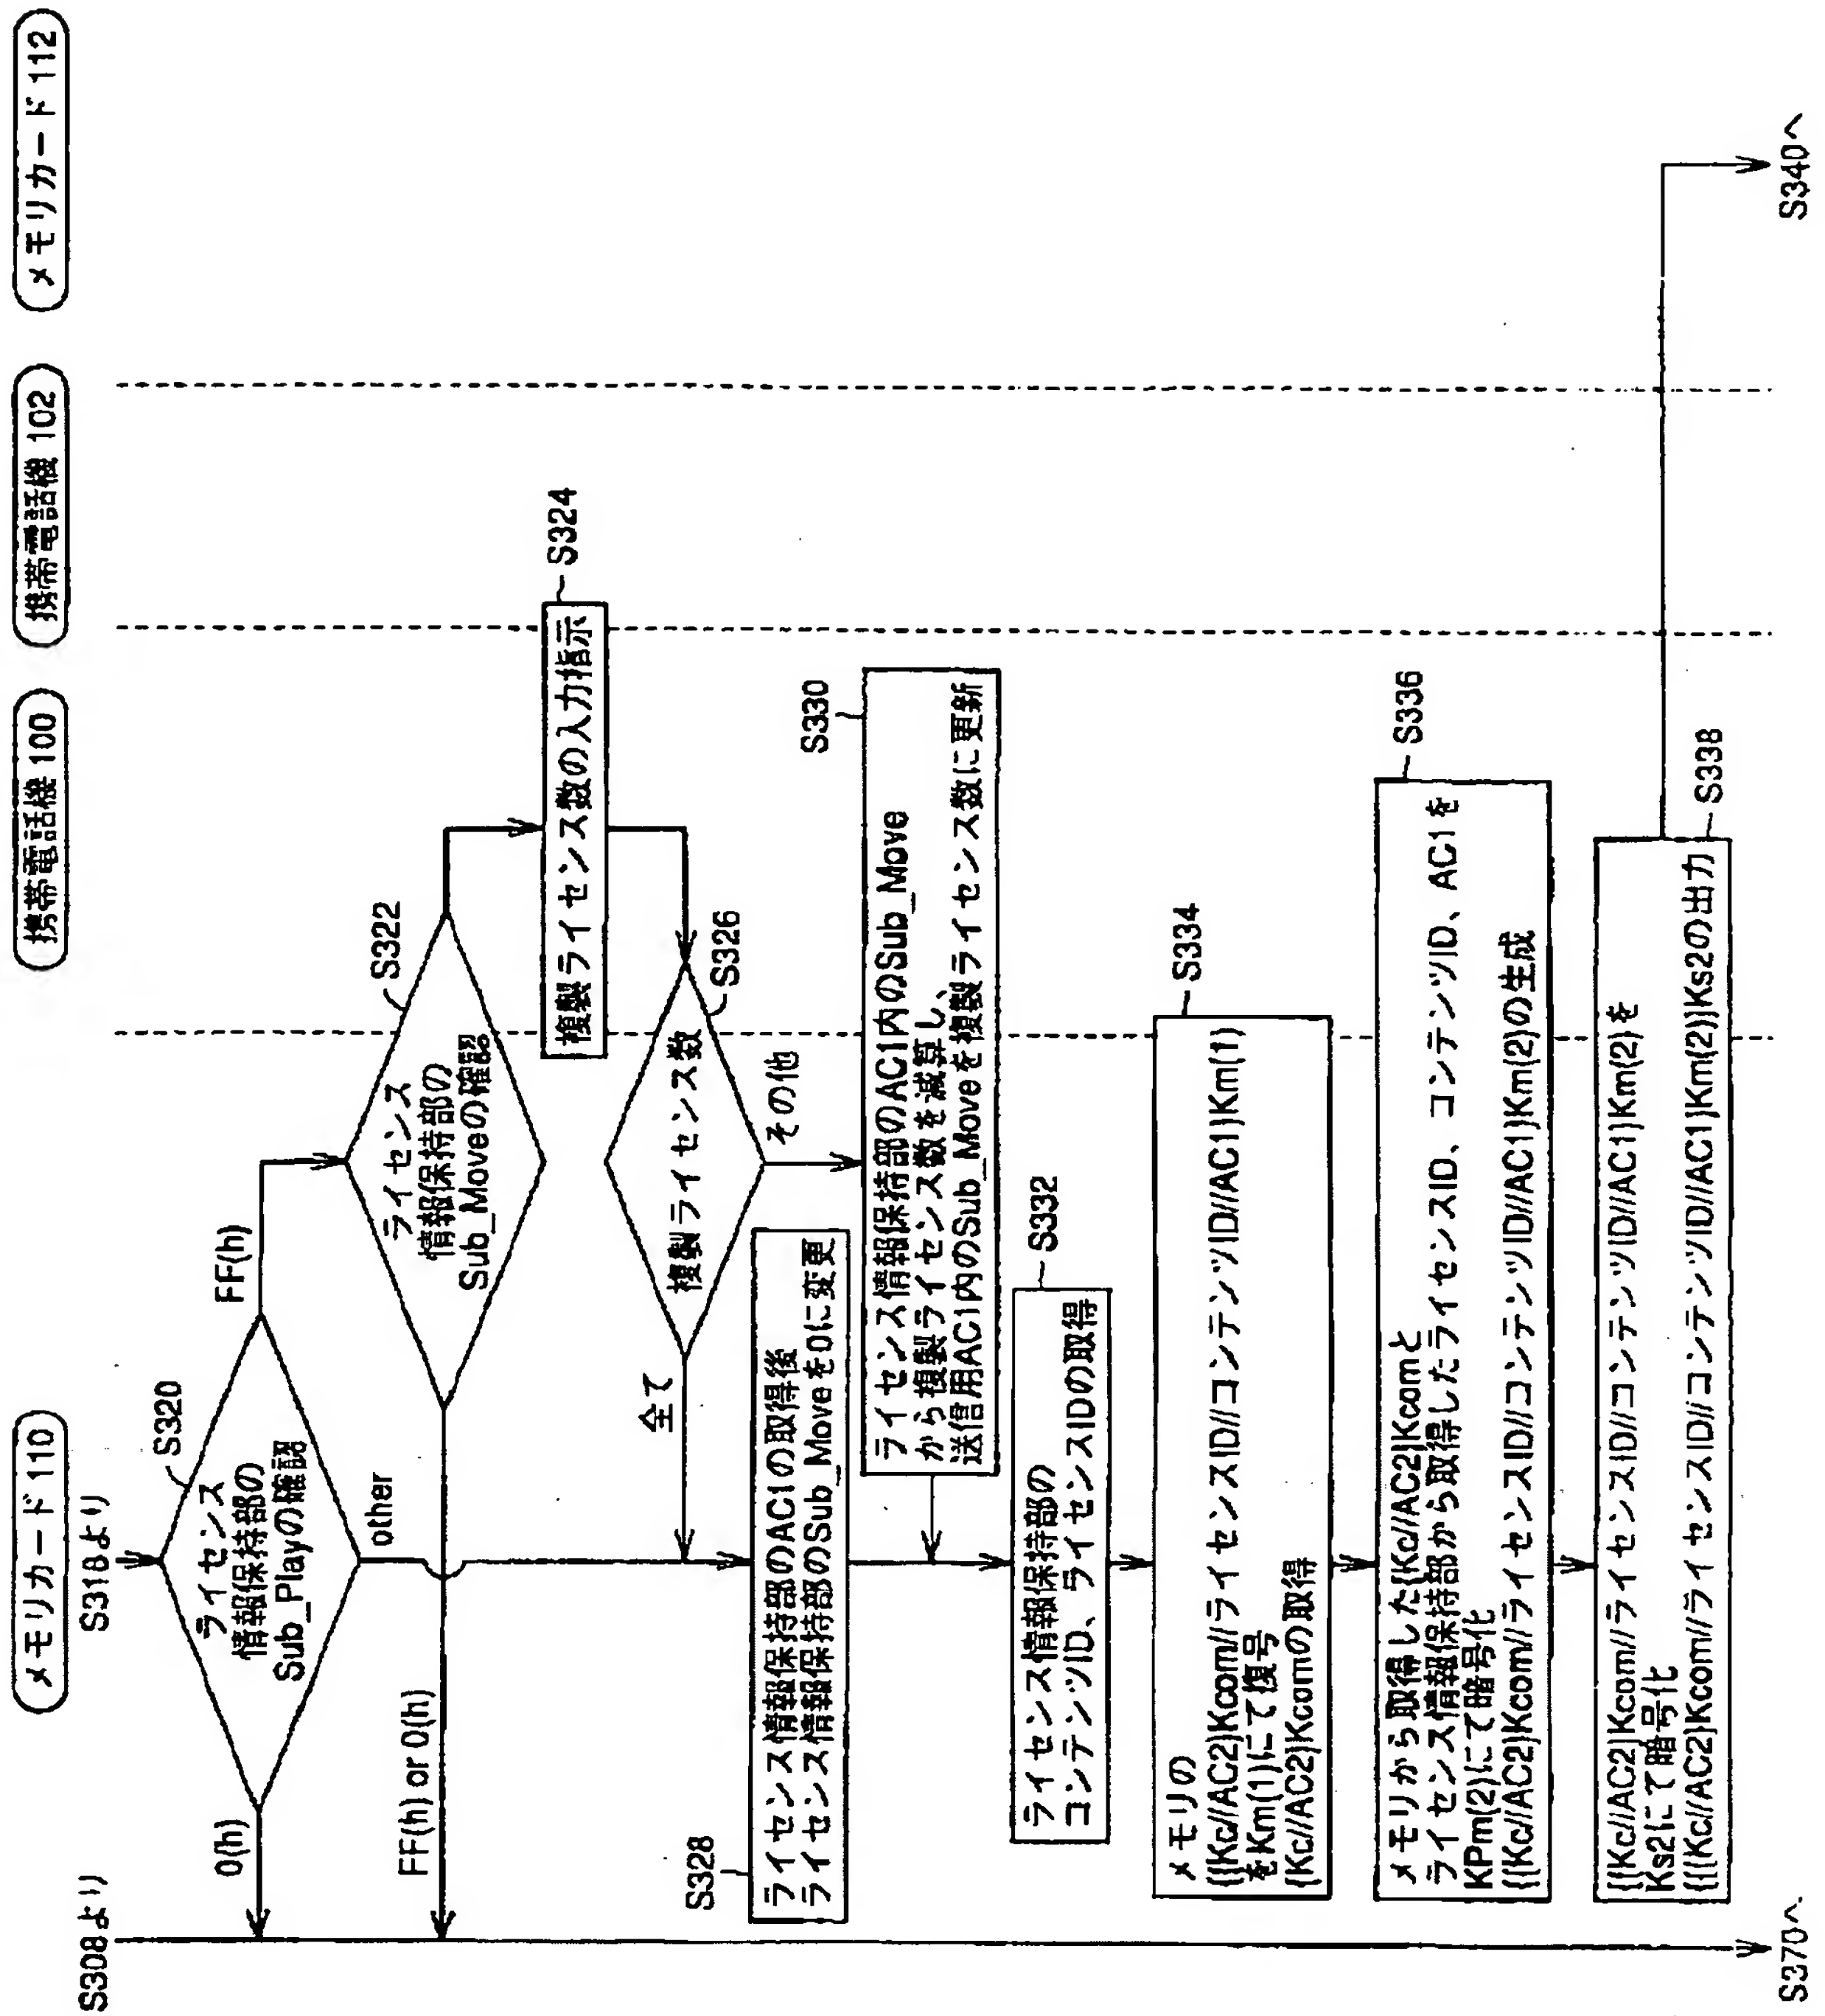 メモリカード 110
携帯電話機 100
携帯電話機 102
メモリカード 112
S308より
S318より
S320
ライセンス
情報保持部の
Sub_Playの確認
0(h)
FF(h)
other
S322
ライセンス
情報保持部の
Sub_Moveの確認
FF(h) or 0(h)
S324
複製ライセンス数の入力指示
S326
複製ライセンス数
全て
その他
S328
ライセンス情報保持部のAC1の取得後
ライセンス情報保持部のSub_Moveを0に変更
S330
ライセンス情報保持部のAC1内のSub_Move
から複製ライセンス数を減算し、
送信用AC1内のSub_Moveを複製ライセンス数に更新
S332
ライセンス情報保持部の
コンテンツID、ライセンスIDの取得
S334
メモリの
{{Kc//AC2}Kcom//ライセンスID//コンテンツID//AC1}Km(1)
をKm(1)にて復号
{Kc//AC2}Kcomの取得
S336
メモリから取得した{Kc//AC2}Kcomと
ライセンス情報保持部から取得したライセンスID、コンテンツID、AC1を
KPm(2)にて暗号化
{{Kc//AC2}Kcom//ライセンスID//コンテンツID//AC1}Km(2)の生成
S338
{{Kc//AC2}Kcom//ライセンスID//コンテンツID//AC1}Km(2)を
Ks2にて暗号化
{{{Kc//AC2}Kcom//ライセンスID//コンテンツID//AC1}Km(2)}Ks2の出力
S370へ
S340へ